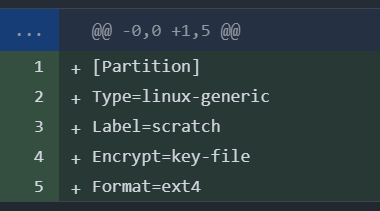 ... @@ -0,0 +1,5 @@
1 + [Partition]
2 + Type=linux-generic
3 + Label=scratch
4 + Encrypt=key-file
5 + Format=ext4